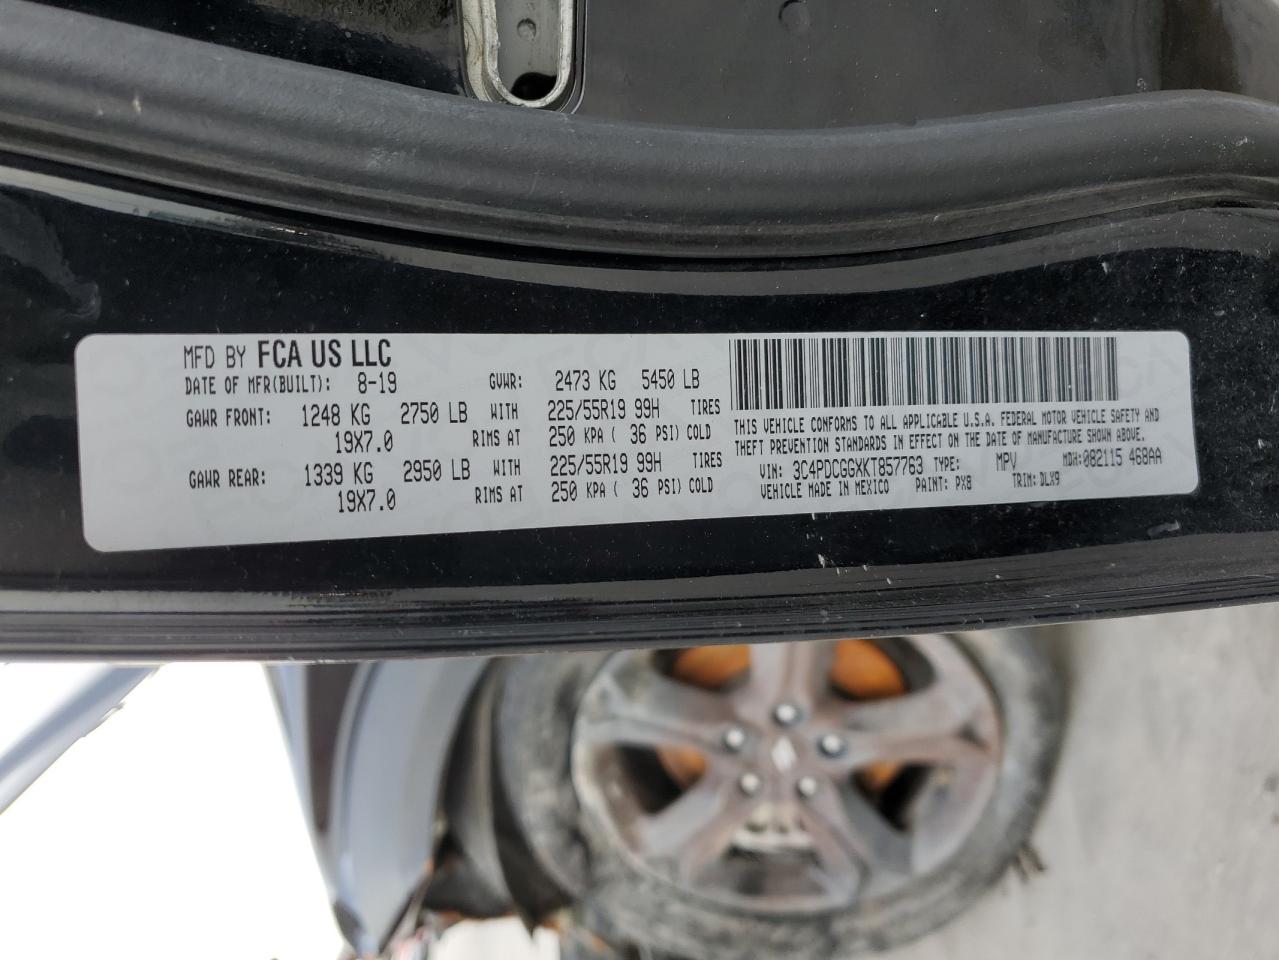 MFD BY FCA US LLC
DATE OF MFR(BUILT): 8-19 GVWR: 2473 KG 5450 LB
GAWR FRONT: 1248 KG 2750 LB WITH 225/55R19 99H TIRES
19X7.0 RIMS AT 250 KPA ( 36 PSI) COLD
GAWR REAR: 1339 KG 2950 LB WITH 225/55R19 99H TIRES
19X7.0 RIMS AT 250 KPA ( 36 PSI) COLD
THIS VEHICLE CONFORMS TO ALL APPLICABLE U.S.A. FEDERAL MOTOR VEHICLE SAFETY AND
THEFT PREVENTION STANDARDS IN EFFECT ON THE DATE OF MANUFACTURE SHOWN ABOVE.
VIN: 3C4PDCGGXKT857763 TYPE: MPV MDH:082115 468AA
VEHICLE MADE IN MEXICO PAINT: PX8 TRIM: DLX9